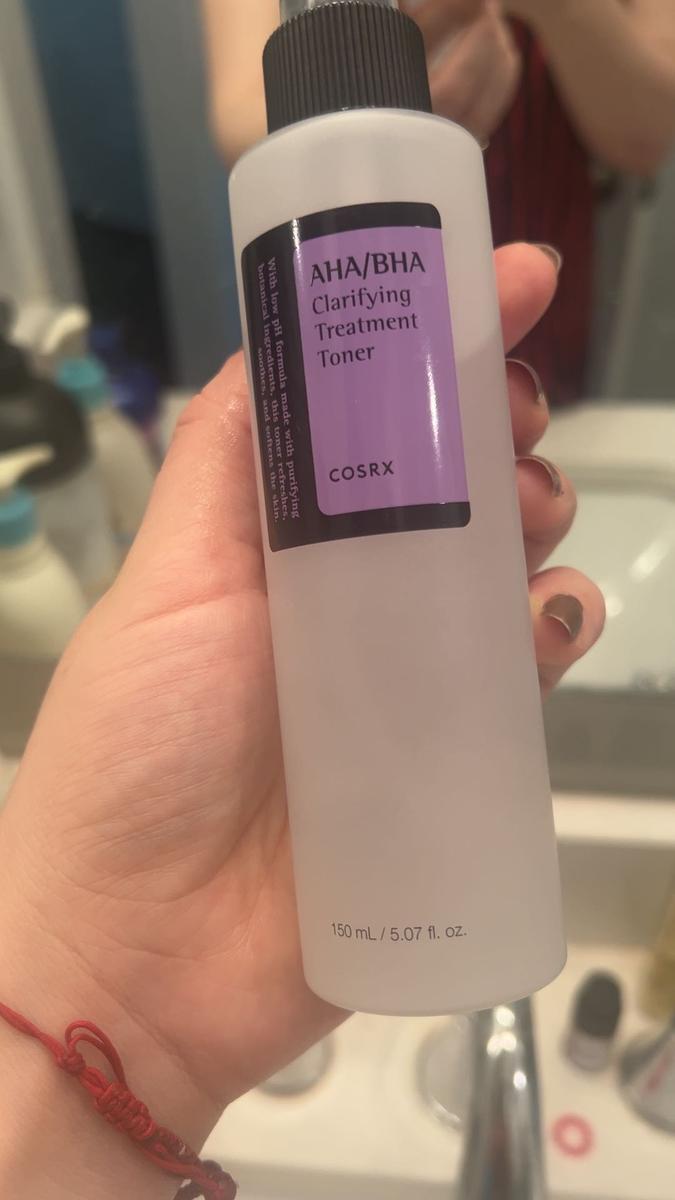 AHA/BHA
Clarifying
Treatment
Toner
COSRX
With low pH formula made with purifying
botanical ingredients, this toner refreshes,
soothes, and softens the skin.
150 mL / 5.07 fl. oz.